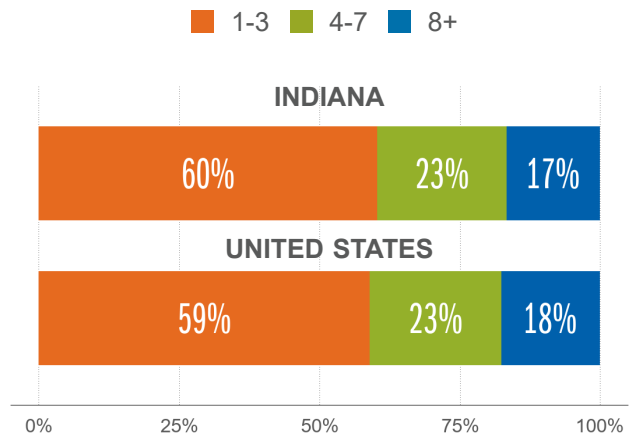 1-3 4-7 8+
INDIANA
60% 23% 17%
UNITED STATES
59% 23% 18%
0% 25% 50% 75% 100%